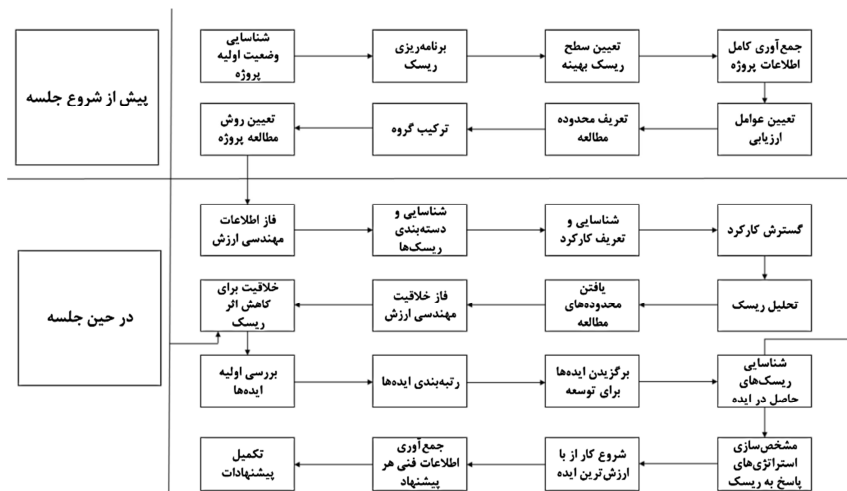 پیش از شروع جلسه
شناسایی
وضعیت اولیه
پروژه
برنامه‌ریزی
ریسک
تعیین سطح
ریسک بهینه
جمع‌آوری کامل
اطلاعات پروژه
تعیین عوامل
ارزیابی
تعریف محدوده
مطالعه
ترکیب گروه
تعیین روش
مطالعه پروژه
در حین جلسه
فاز اطلاعات
مهندسی ارزش
شناسایی و
دسته‌بندی
ریسک‌ها
شناسایی و
تعریف کارکرد
گسترش کارکرد
تحلیل ریسک
یافتن
محدوده‌های
مطالعه
فاز خلاقیت
مهندسی ارزش
خلاقیت برای
کاهش اثر
ریسک
بررسی اولیه
ایده‌ها
رتبه‌بندی ایده‌ها
برگزیدن ایده‌ها
برای توسعه
شناسایی
ریسک‌های
حاصل در ایده
مشخص‌سازی
استراتژی‌های
پاسخ به ریسک
شروع کار از با
ارزش‌ترین ایده
جمع‌آوری
اطلاعات فنی هر
پیشنهاد
تکمیل
پیشنهادات